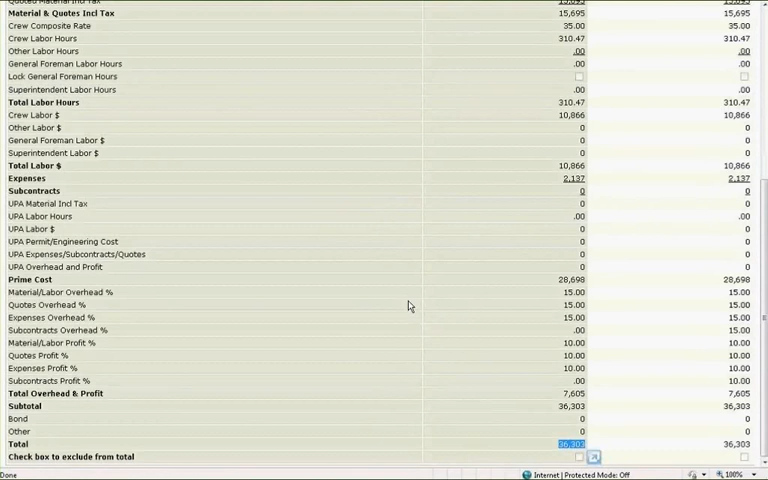 Quoted Material Incl Tax 15,695 15,695
Material & Quotes Incl Tax 15,695 15,695
Crew Composite Rate 35.00 35.00
Crew Labor Hours 310.47 310.47
Other Labor Hours .00 .00
General Foreman Labor Hours .00 .00
Lock General Foreman Hours
Superintendent Labor Hours .00 .00
Total Labor Hours 310.47 310.47
Crew Labor $ 10,866 10,866
Other Labor $ 0 0
General Foreman Labor $ 0 0
Superintendent Labor $ 0 0
Total Labor $ 10,866 10,866
Expenses 2,137 2,137
Subcontracts 0 0
UPA Material Incl Tax 0 0
UPA Labor Hours .00 .00
UPA Labor $ 0 0
UPA Permit/Engineering Cost 0 0
UPA Expenses/Subcontracts/Quotes 0 0
UPA Overhead and Profit 0 0
Prime Cost 28,698 28,698
Material/Labor Overhead % 15.00 15.00
Quotes Overhead % 15.00 15.00
Expenses Overhead % 15.00 15.00
Subcontracts Overhead % .00 15.00
Material/Labor Profit % 10.00 10.00
Quotes Profit % 10.00 10.00
Expenses Profit % 10.00 10.00
Subcontracts Profit % .00 10.00
Total Overhead & Profit 7,605 7,605
Subtotal 36,303 36,303
Bond 0 0
Other 0 0
Total 36,303 36,303
Check box to exclude from total
Done Internet | Protected Mode: Off 100%